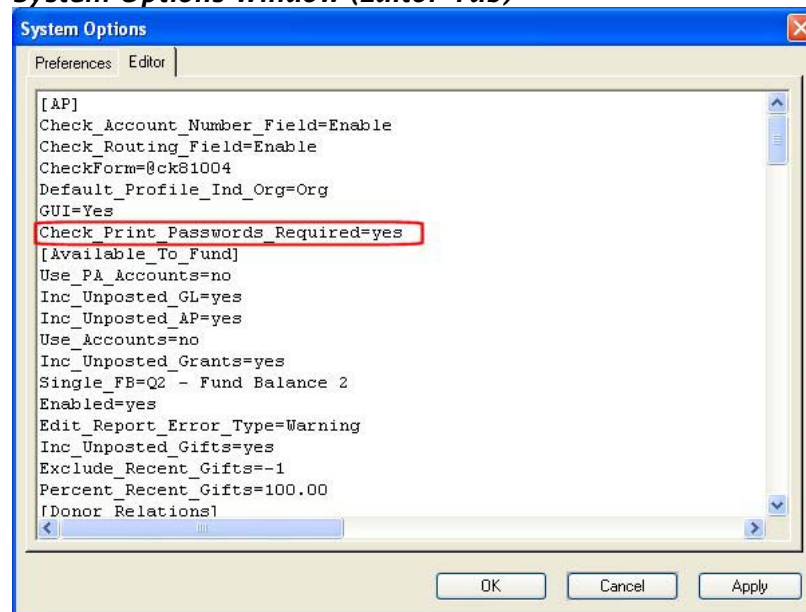 System Options Window (Editor Tab)
System Options
Preferences Editor
[AP]
Check_Account_Number_Field=Enable
Check_Routing_Field=Enable
CheckForm=@ck81004
Default_Profile_Ind_Org=Org
GUI=Yes
Check_Print_Passwords_Required=yes
[Available_To_Fund]
Use_PA_Accounts=no
Inc_Unposted_GL=yes
Inc_Unposted_AP=yes
Use_Accounts=no
Inc_Unposted_Grants=yes
Single_FB=Q2 - Fund Balance 2
Enabled=yes
Edit_Report_Error_Type=Warning
Inc_Unposted_Gifts=yes
Exclude_Recent_Gifts=-1
Percent_Recent_Gifts=100.00
[Donor_Relations]
OK Cancel Apply